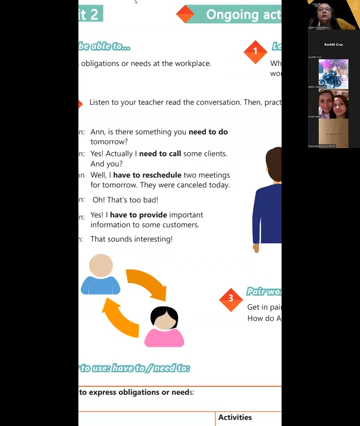 it 2
Ongoing act
be able to...
obligations or needs at the workplace.
1
Wh
wo
Listen to your teacher read the conversation. Then, pract
n: Ann, is there something you need to do
tomorrow?
n: Yes! Actually I need to call some clients.
And you?
nn Well, I have to reschedule two meetings
for tomorrow. They were canceled today.
n: Oh! That's too bad!
n: Yes! I have to provide important
information to some customers.
n: That sounds interesting!
3
Pair wo
Get in pai
How do A
to use: have to / need to:
to express obligations or needs:
Activities